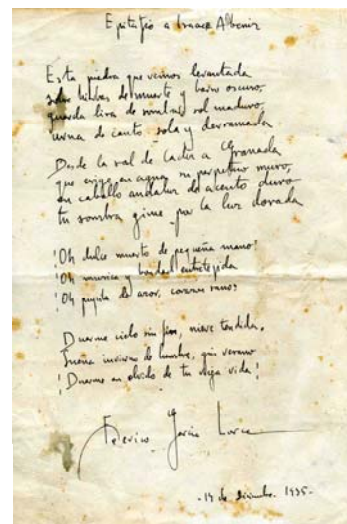 Epitafio a Isaac Albéniz
Esta piedra que vemos levantada
sobre hierbas de muerte y barro oscuro,
guarda lira de sombra, sol maduro,
urna de canto sola y derramada
Desde la sal de Cádiz a Granada
que erige en agua su perpetuo muro,
en caballo andaluz de acento duro
tu sombra gime por la luz dorada
¡Oh dulce muerto de pequeña mano!
¡Oh música y bondad entretejida
¡Oh pupila de azor, corazón sano!
Duerme cielo sin fin, nieve tendida.
Sueña invierno de lumbre, gris verano
¡Duerme en olvido de tu vieja vida!
Federico García Lorca
-14 de Diciembre 1935-